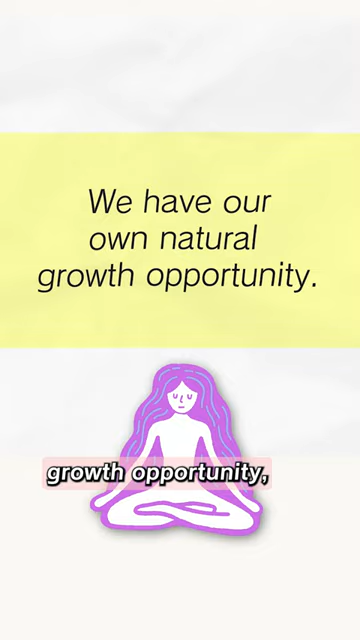 We have our
own natural
growth opportunity.
growth opportunity,